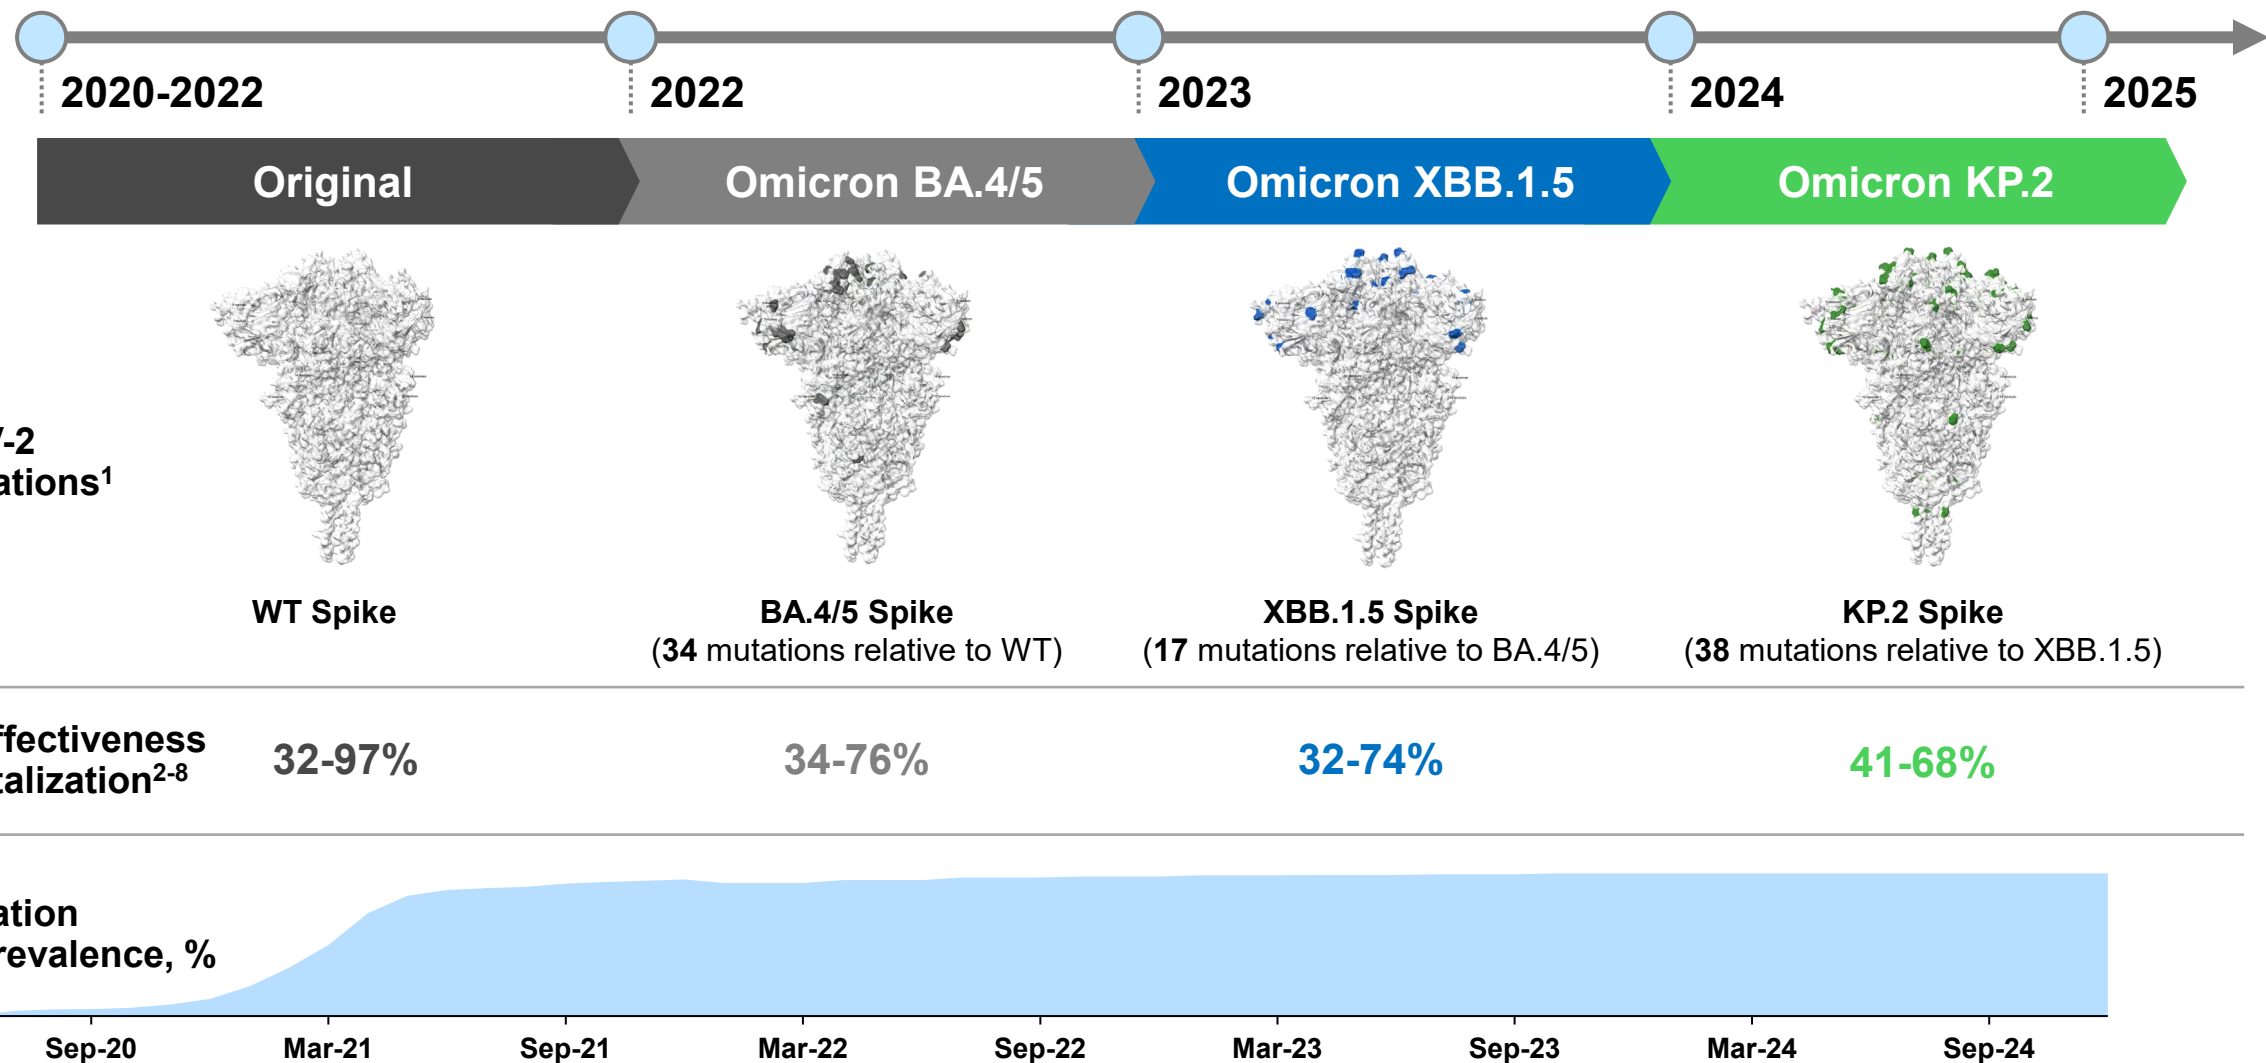 2020-2022
2022
2023
2024
2025
Original
Omicron BA.4/5
Omicron XBB.1.5
Omicron KP.2
V-2
ations1
WT Spike
BA.4/5 Spike
(34 mutations relative to WT)
XBB.1.5 Spike
(17 mutations relative to BA.4/5)
KP.2 Spike
(38 mutations relative to XBB.1.5)
ffectiveness
talization2-8
32-97%
34-76%
32-74%
41-68%
ation
revalence, %
Sep-20
Mar-21
Sep-21
Mar-22
Sep-22
Mar-23
Sep-23
Mar-24
Sep-24